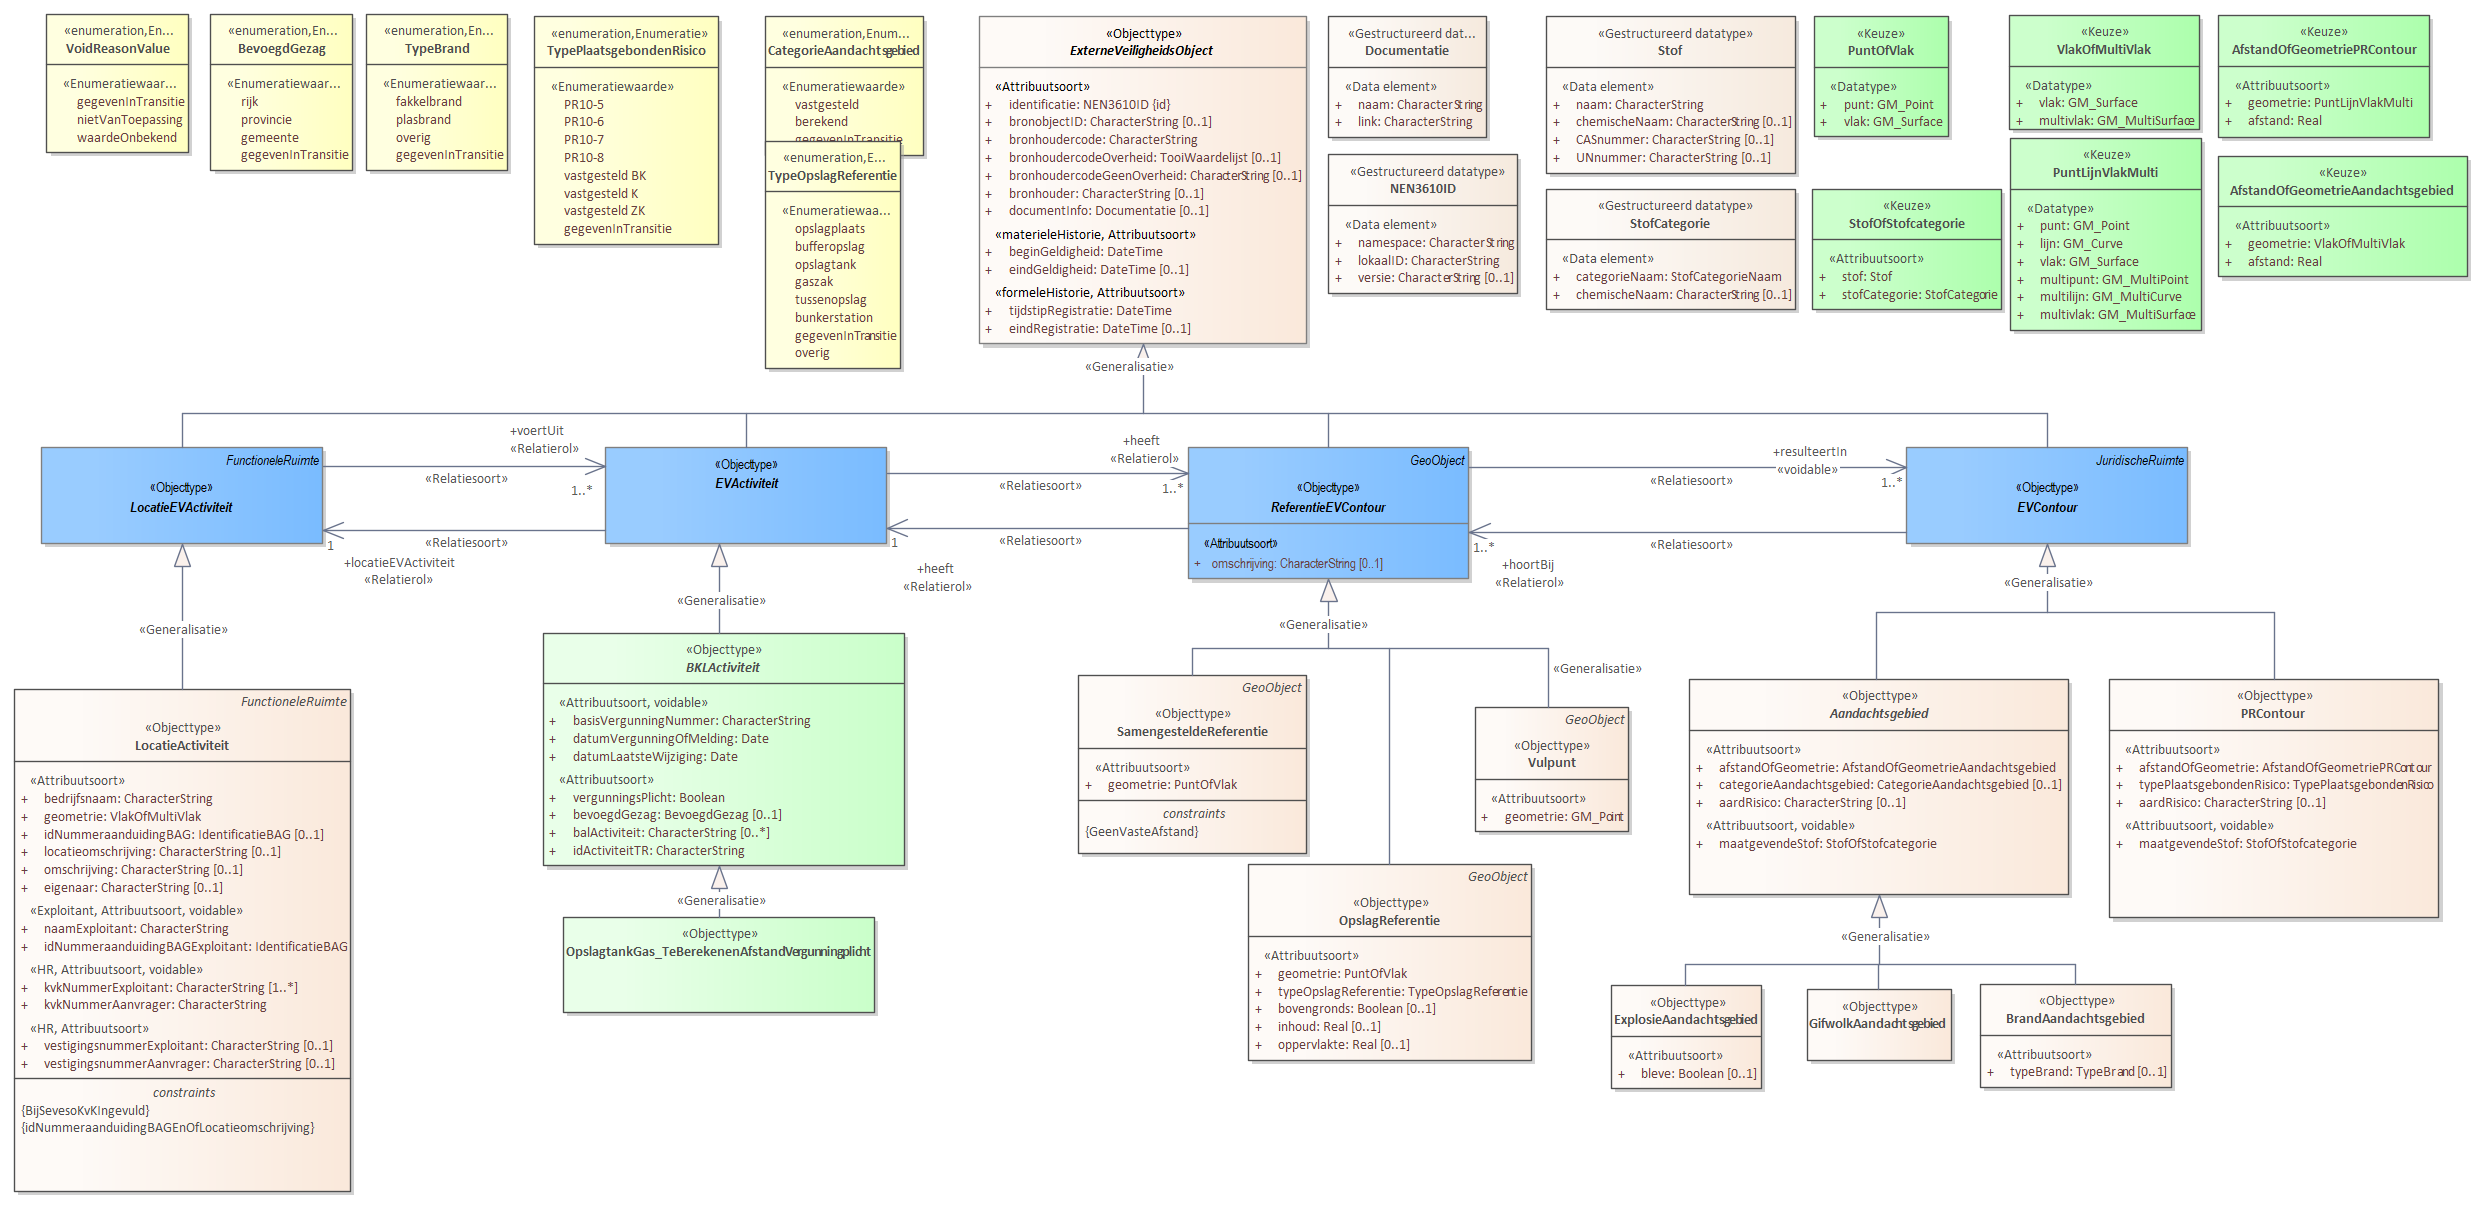 «enumeration,En...
VoidReasonValue
«Enumeratiewaar...
gegevenInTransitie
nietVanToepassing
waardeOnbekend
«enumeration,En...
BevoegdGezag
«Enumeratiewaar...
rijk
provincie
gemeente
gegevenInTransitie
«enumeration,En...
TypeBrand
«Enumeratiewaar...
fakkelbrand
plasbrand
overig
gegevenInTransitie
«enumeration,Enumeratie»
TypePlaatsgebondenRisico
«Enumeratiewaarde»
PR10-5
PR10-6
PR10-7
PR10-8
vastgesteld BK
vastgesteld K
vastgesteld ZK
gegevenInTransitie
«enumeration,Enum...
CategorieAandachtsgebied
«Enumeratiewaarde»
vastgesteld
berekend
gegevenInTransitie
«enumeration,E...
TypeOpslagReferentie
«Enumeratiewaa...
opslagplaats
bufferopslag
opslagtank
gaszak
tussenopslag
bunkerstation
gegevenInTransitie
overig
«Objecttype»
ExterneVeiligheidsObject
«Attribuutsoort»
+ identificatie: NEN3610ID {id}
+ bronobjectID: CharacterString [0..1]
+ bronhoudercode: CharacterString
+ bronhoudercodeOverheid: TooiWaardelijst [0..1]
+ bronhoudercodeGeenOverheid: CharacterString [0..1]
+ bronhouder: CharacterString [0..1]
+ documentInfo: Documentatie [0..1]
«materieleHistorie, Attribuutsoort»
+ beginGeldigheid: DateTime
+ eindGeldigheid: DateTime [0..1]
«formeleHistorie, Attribuutsoort»
+ tijdstipRegistratie: DateTime
+ eindRegistratie: DateTime [0..1]
«Gestructureerd dat...
Documentatie
«Data element»
+ naam: CharacterString
+ link: CharacterString
«Gestructureerd datatype»
NEN3610ID
«Data element»
+ namespace: CharacterString
+ lokaalID: CharacterString
+ versie: CharacterString [0..1]
«Gestructureerd datatype»
Stof
«Data element»
+ naam: CharacterString
+ chemischeNaam: CharacterString [0..1]
+ CASnummer: CharacterString [0..1]
+ UNnummer: CharacterString [0..1]
«Gestructureerd datatype»
StofCategorie
«Data element»
+ categorieNaam: StofCategorieNaam
+ chemischeNaam: CharacterString [0..1]
«Keuze»
PuntOfVlak
«Datatype»
+ punt: GM_Point
+ vlak: GM_Surface
«Keuze»
StofOfStofcategorie
«Attribuutsoort»
+ stof: Stof
+ stofCategorie: StofCategorie
«Keuze»
VlakOfMultiVlak
«Datatype»
+ vlak: GM_Surface
+ multivlak: GM_MultiSurface
«Keuze»
PuntLijnVlakMulti
«Datatype»
+ punt: GM_Point
+ lijn: GM_Curve
+ vlak: GM_Surface
+ multipunt: GM_MultiPoint
+ multilijn: GM_MultiCurve
+ multivlak: GM_MultiSurface
«Keuze»
AfstandOfGeometriePRContour
«Attribuutsoort»
+ geometrie: PuntLijnVlakMulti
+ afstand: Real
«Keuze»
AfstandOfGeometrieAandachtsgebied
«Attribuutsoort»
+ geometrie: VlakOfMultiVlak
+ afstand: Real
«Generalisatie»
FunctioneleRuimte
«Objecttype»
LocatieEVActiviteit
+voertUit
«Relatierol»
«Relatiesoort»
1..*
«Relatiesoort»
1
+locatieEVActiviteit
«Relatierol»
«Objecttype»
EVActiviteit
+heeft
«Relatierol»
«Relatiesoort»
1..*
«Relatiesoort»
1
+heeft
«Relatierol»
GeoObject
«Objecttype»
ReferentieEVContour
«Attribuutsoort»
+ omschrijving: CharacterString [0..1]
+resulteertIn
«voidable»
«Relatiesoort»
1..*
«Relatiesoort»
1..*
+hoortBij
«Relatierol»
JuridischeRuimte
«Objecttype»
EVContour
«Generalisatie»
«Generalisatie»
«Generalisatie»
«Generalisatie»
«Generalisatie»
FunctioneleRuimte
«Objecttype»
LocatieActiviteit
«Attribuutsoort»
+ bedrijfsnaam: CharacterString
+ geometrie: VlakOfMultiVlak
+ idNummeraanduidingBAG: IdentificatieBAG [0..1]
+ locatieomschrijving: CharacterString [0..1]
+ omschrijving: CharacterString [0..1]
+ eigenaar: CharacterString [0..1]
«Exploitant, Attribuutsoort, voidable»
+ naamExploitant: CharacterString
+ idNummeraanduidingBAGExploitant: IdentificatieBAG
«HR, Attribuutsoort, voidable»
+ kvkNummerExploitant: CharacterString [1..*]
+ kvkNummerAanvrager: CharacterString
«HR, Attribuutsoort»
+ vestigingsnummerExploitant: CharacterString [0..1]
+ vestigingsnummerAanvrager: CharacterString [0..1]
constraints
{BijSevesoKvKIngevuld}
{idNummeraanduidingBAGEnOfLocatieomschrijving}
«Objecttype»
BKLActiviteit
«Attribuutsoort, voidable»
+ basisVergunningNummer: CharacterString
+ datumVergunningOfMelding: Date
+ datumLaatsteWijziging: Date
«Attribuutsoort»
+ vergunningsPlicht: Boolean
+ bevoegdGezag: BevoegdGezag [0..1]
+ balActiviteit: CharacterString [0..*]
+ idActiviteitTR: CharacterString
«Generalisatie»
«Objecttype»
OpslagtankGas_TeBerekenenAfstandVergunningplicht
GeoObject
«Objecttype»
SamengesteldeReferentie
«Attribuutsoort»
+ geometrie: PuntOfVlak
constraints
{GeenVasteAfstand}
GeoObject
«Objecttype»
Vulpunt
«Attribuutsoort»
+ geometrie: GM_Point
GeoObject
«Objecttype»
OpslagReferentie
«Attribuutsoort»
+ geometrie: PuntOfVlak
+ typeOpslagReferentie: TypeOpslagReferentie
+ bovengronds: Boolean [0..1]
+ inhoud: Real [0..1]
+ oppervlakte: Real [0..1]
«Objecttype»
Aandachtsgebied
«Attribuutsoort»
+ afstandOfGeometrie: AfstandOfGeometrieAandachtsgebied
+ categorieAandachtsgebied: CategorieAandachtsgebied [0..1]
+ aardRisico: CharacterString [0..1]
«Attribuutsoort, voidable»
+ maatgevendeStof: StofOfStofcategorie
«Objecttype»
PRContour
«Attribuutsoort»
+ afstandOfGeometrie: AfstandOfGeometriePRContour
+ typePlaatsgebondenRisico: TypePlaatsgebondenRisico
+ aardRisico: CharacterString [0..1]
«Attribuutsoort, voidable»
+ maatgevendeStof: StofOfStofcategorie
«Generalisatie»
«Objecttype»
ExplosieAandachtsgebied
«Attribuutsoort»
+ bleve: Boolean [0..1]
«Objecttype»
GifwolkAandachtsgebied
«Objecttype»
BrandAandachtsgebied
«Attribuutsoort»
+ typeBrand: TypeBrand [0..1]